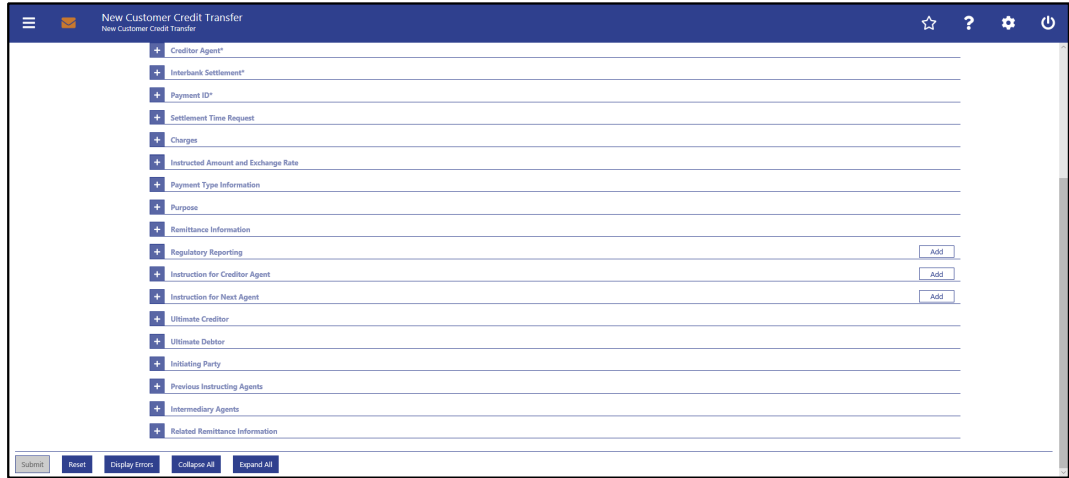 New Customer Credit Transfer
New Customer Credit Transfer
Creditor Agent*
Interbank Settlement*
Payment ID*
Settlement Time Request
Charges
Instructed Amount and Exchange Rate
Payment Type Information
Purpose
Remittance Information
Regulatory Reporting Add
Instruction for Creditor Agent Add
Instruction for Next Agent Add
Ultimate Creditor
Ultimate Debtor
Initiating Party
Previous Instructing Agents
Intermediary Agents
Related Remittance Information
Submit Reset Display Errors Collapse All Expand All